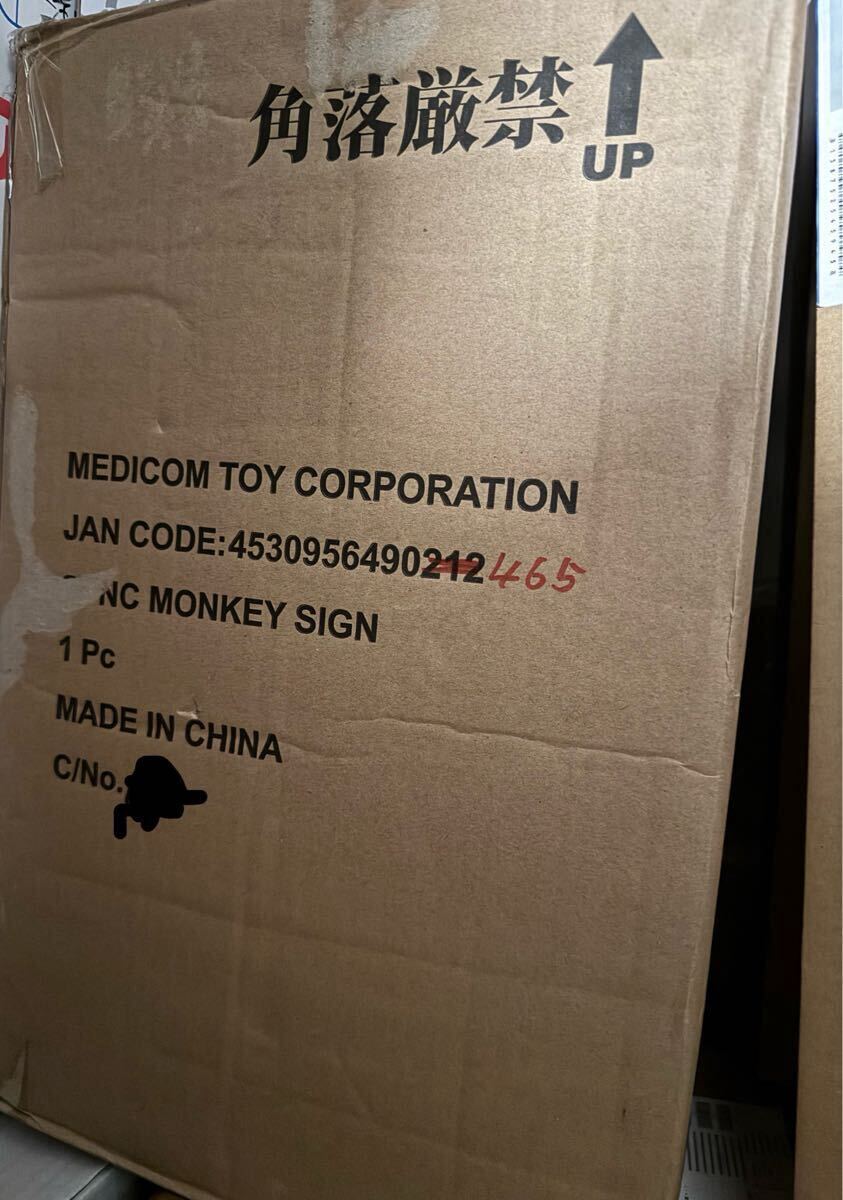 角落厳禁
UP
MEDICOM TOY CORPORATION
JAN CODE:4530956490212 465
MONKEY SIGN
1 Pc
MADE IN CHINA
C/No.